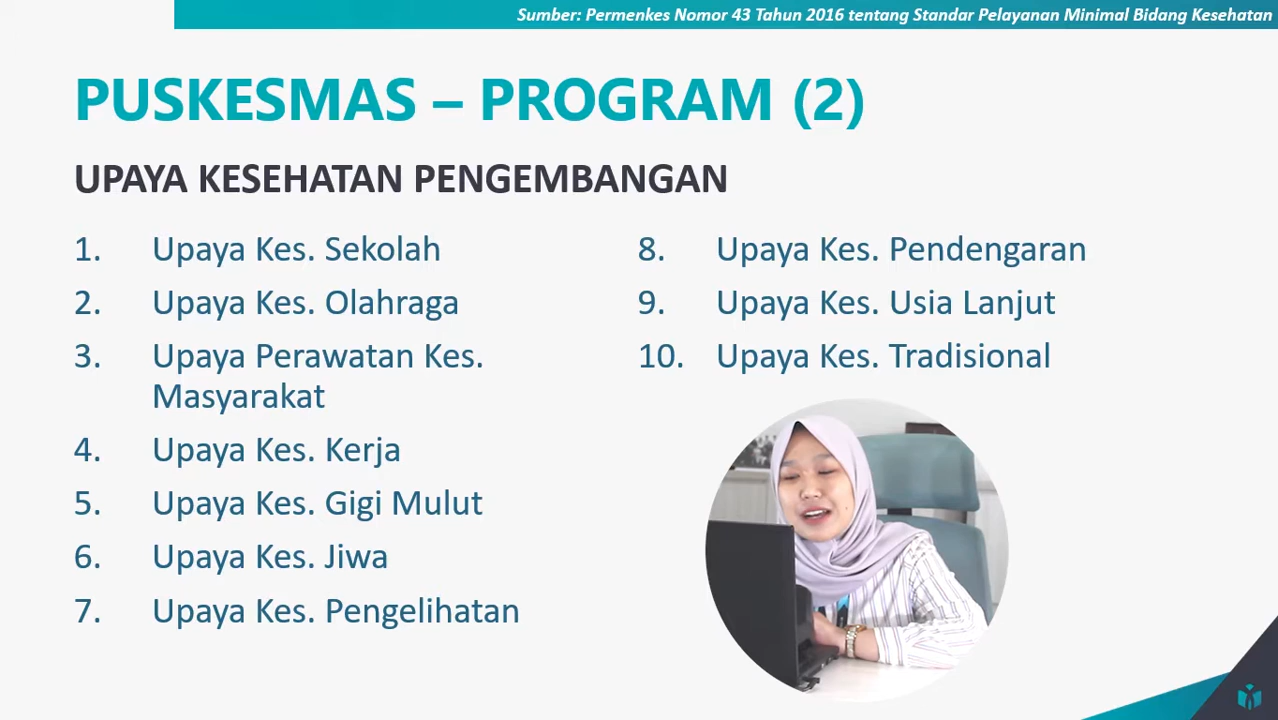 Sumber: Permenkes Nomor 43 Tahun 2016 tentang Standar Pelayanan Minimal Bidang Kesehatan
PUSKESMAS – PROGRAM (2)
UPAYA KESEHATAN PENGEMBANGAN
1. Upaya Kes. Sekolah
2. Upaya Kes. Olahraga
3. Upaya Perawatan Kes.
Masyarakat
4. Upaya Kes. Kerja
5. Upaya Kes. Gigi Mulut
6. Upaya Kes. Jiwa
7. Upaya Kes. Pengelihatan
8. Upaya Kes. Pendengaran
9. Upaya Kes. Usia Lanjut
10. Upaya Kes. Tradisional